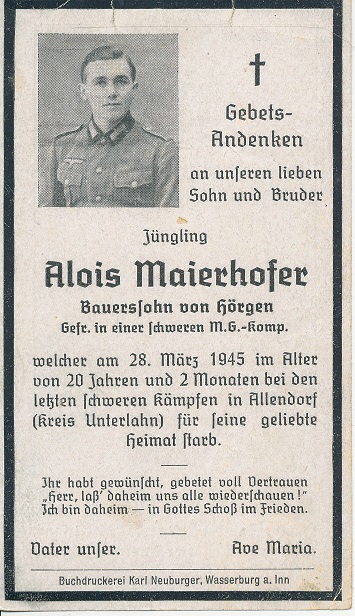 Gebets-
Andenken
an unseren lieben
Sohn und Bruder
Jüngling
Alois Maierhofer
Bauerssohn von Hörgen
Gefr. in einer schweren M.G.-Komp.
welcher am 28. März 1945 im Alter
von 20 Jahren und 2 Monaten bei den
letzten schweren Kämpfen in Allendorf
(Kreis Unterlahn) für seine geliebte
Heimat starb.
Ihr habt gewünscht, gebetet voll Vertrauen
„Herr, laß' daheim uns alle wiederschauen!"
Ich bin daheim — in Gottes Schoß im Frieden.
Vater unser. Ave Maria.
Buchdruckerei Karl Neuburger, Wasserburg a. Inn